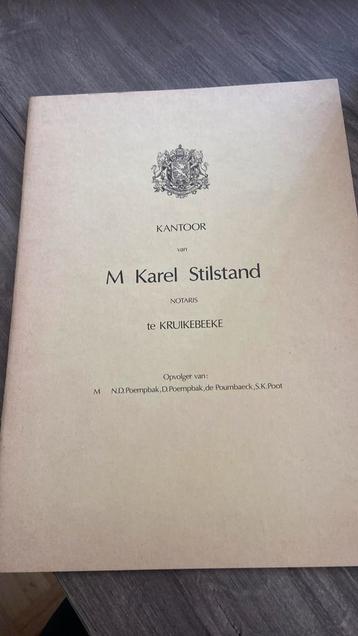 KANTOOR
van
M Karel Stilstand
NOTARIS
te KRUIKEBEEKE
Opvolger van:
M N.D.Poempbak,D.Poempbak,de Poumbaeck,S.K.Poot